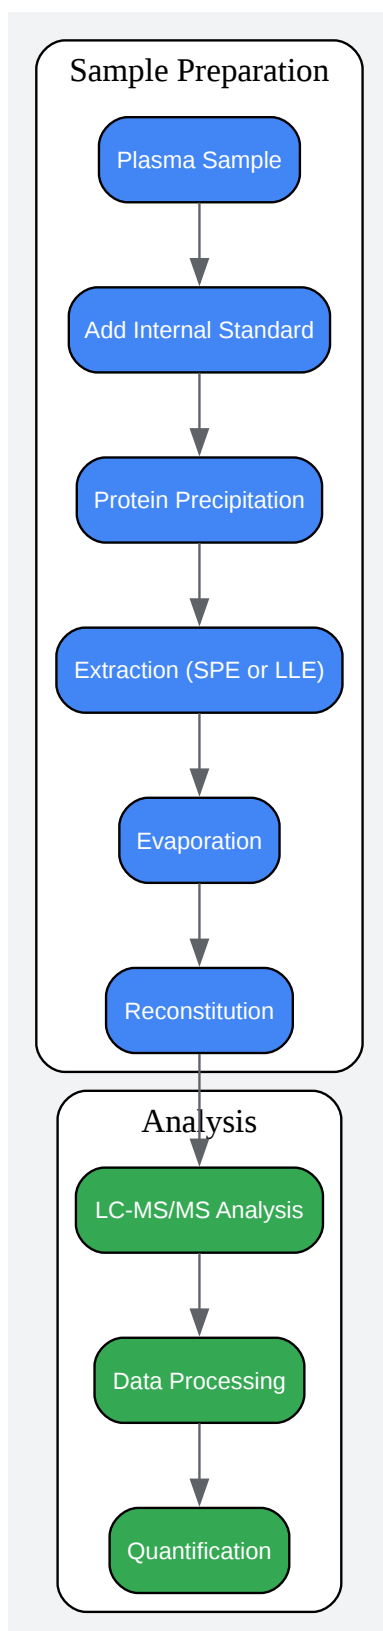 Sample Preparation
Plasma Sample
Add Internal Standard
Protein Precipitation
Extraction (SPE or LLE)
Evaporation
Reconstitution
Analysis
LC-MS/MS Analysis
Data Processing
Quantification